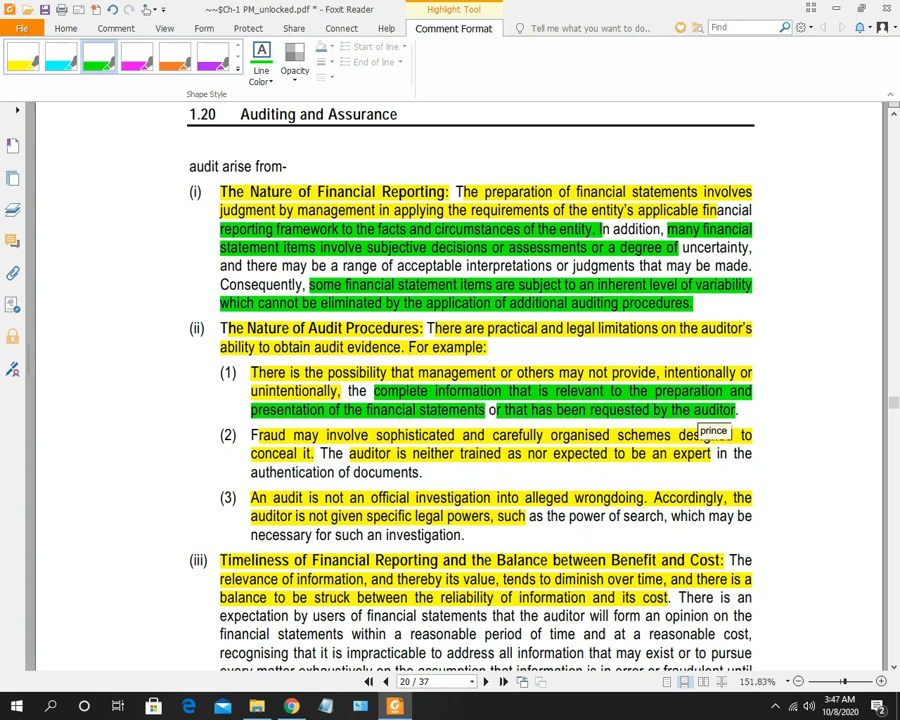 ~~$Ch-1 PM_unlocked.pdf * - Foxit Reader
Highlight Tool
File
Home
Comment
View
Form
Protect
Share
Connect
Help
Comment Format
Tell me what you want to do..
Find
Line Color
Opacity
Start of line
End of line
Shape Style
1.20 Auditing and Assurance
audit arise from-
(i) The Nature of Financial Reporting: The preparation of financial statements involves
judgment by management in applying the requirements of the entity's applicable financial
reporting framework to the facts and circumstances of the entity. In addition, many financial
statement items involve subjective decisions or assessments or a degree of uncertainty,
and there may be a range of acceptable interpretations or judgments that may be made.
Consequently, some financial statement items are subject to an inherent level of variability
which cannot be eliminated by the application of additional auditing procedures.
(ii) The Nature of Audit Procedures: There are practical and legal limitations on the auditor's
ability to obtain audit evidence. For example:
(1) There is the possibility that management or others may not provide, intentionally or
unintentionally, the complete information that is relevant to the preparation and
presentation of the financial statements or that has been requested by the auditor.
prince
(2) Fraud may involve sophisticated and carefully organised schemes designed to
conceal it. The auditor is neither trained as nor expected to be an expert in the
authentication of documents.
(3) An audit is not an official investigation into alleged wrongdoing. Accordingly, the
auditor is not given specific legal powers, such as the power of search, which may be
necessary for such an investigation.
(iii) Timeliness of Financial Reporting and the Balance between Benefit and Cost: The
relevance of information, and thereby its value, tends to diminish over time, and there is a
balance to be struck between the reliability of information and its cost. There is an
expectation by users of financial statements that the auditor will form an opinion on the
financial statements within a reasonable period of time and at a reasonable cost,
recognising that it is impracticable to address all information that may exist or to pursue
every matter exhaustively on the assumption that information is in error or fraudulent until
20 / 37
151.83%
3:47 AM
10/8/2020
2